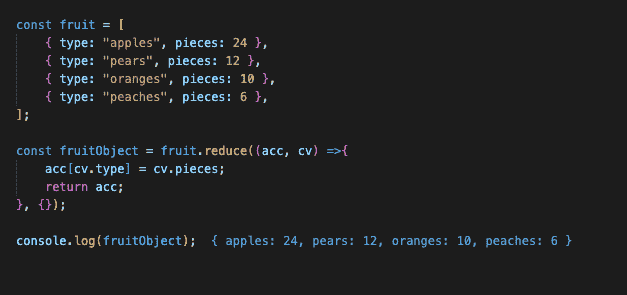 const fruit = [
    { type: "apples", pieces: 24 },
    { type: "pears", pieces: 12 },
    { type: "oranges", pieces: 10 },
    { type: "peaches", pieces: 6 },
];

const fruitObject = fruit.reduce((acc, cv) =>{
    acc[cv.type] = cv.pieces;
    return acc;
}, {});

console.log(fruitObject);  { apples: 24, pears: 12, oranges: 10, peaches: 6 }